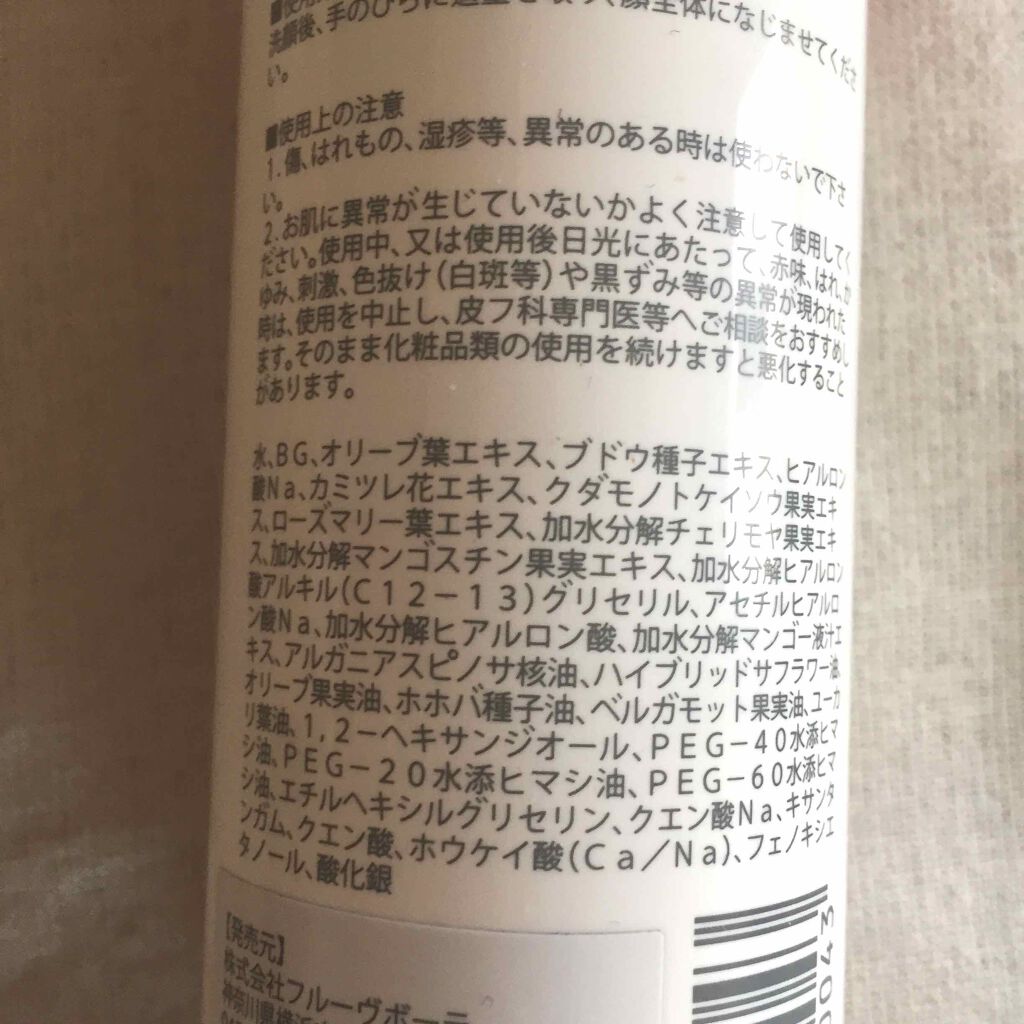 ■使用
洗顔後、手のひらに適量を取り、顔全体になじませてくださ
い。
■使用上の注意
1.傷、はれもの、湿疹等、異常のある時は使わないで下さ
い。
2.お肌に異常が生じていないかよく注意して使用してく
ださい。使用中、又は使用後日光にあたって、赤味、はれ、か
ゆみ、刺激、色抜け(白斑等)や黒ずみ等の異常が現われた
時は、使用を中止し、皮フ科専門医等へご相談をおすすめし
ます。そのまま化粧品類の使用を続けますと悪化すること
があります。
水、BG、オリーブ葉エキス、ブドウ種子エキス、ヒアルロン
酸Na、カミツレ花エキス、クダモノトケイソウ果実エキ
ス、ローズマリー葉エキス、加水分解チェリモヤ果実エキ
ス、加水分解マンゴスチン果実エキス、加水分解ヒアルロン
酸アルキル(C12-13)グリセリル、アセチルヒアルロ
ン酸Na、加水分解ヒアルロン酸、加水分解マンゴー液汁エ
キス、アルガニアスピノサ核油、ハイブリッドサフラワー油、
オリーブ果実油、ホホバ種子油、ベルガモット果実油、ユーカ
リ葉油、1,2-ヘキサンジオール、PEG-40水添ヒマ
シ油、PEG-20水添ヒマシ油、PEG-60水添ヒマ
シ油、エチルヘキシルグリセリン、クエン酸Na、キサンタ
ンガム、クエン酸、ホウケイ酸(Ca/Na)、フェノキシエ
タノール、酸化銀
【発売元】
株式会社フルーヴボーテ
神奈川県横浜